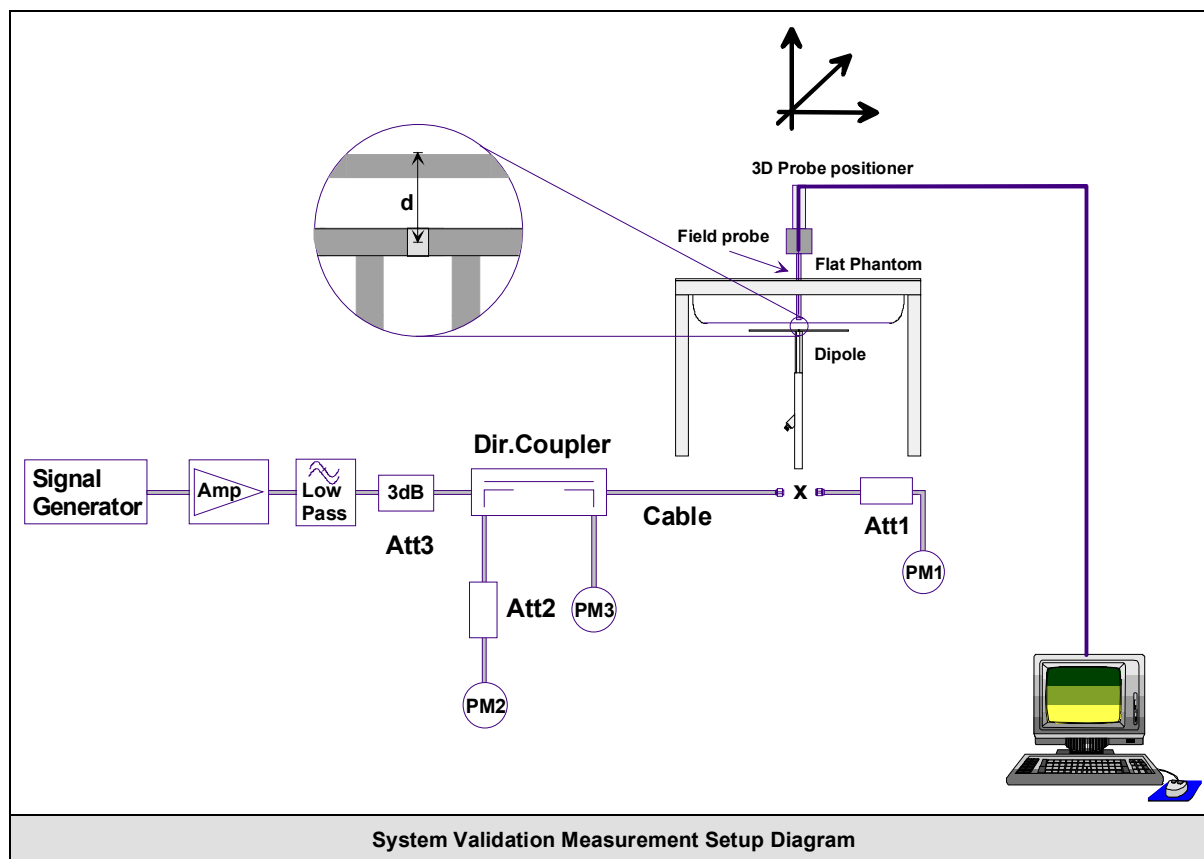 3D Probe positioner
d
Field probe
Flat Phantom
Dipole
Dir.Coupler
Signal
Generator
Amp
Low
Pass
3dB
x
Cable
Att1
Att3
PM1
Att2
PM3
PM2
System Validation Measurement Setup Diagram